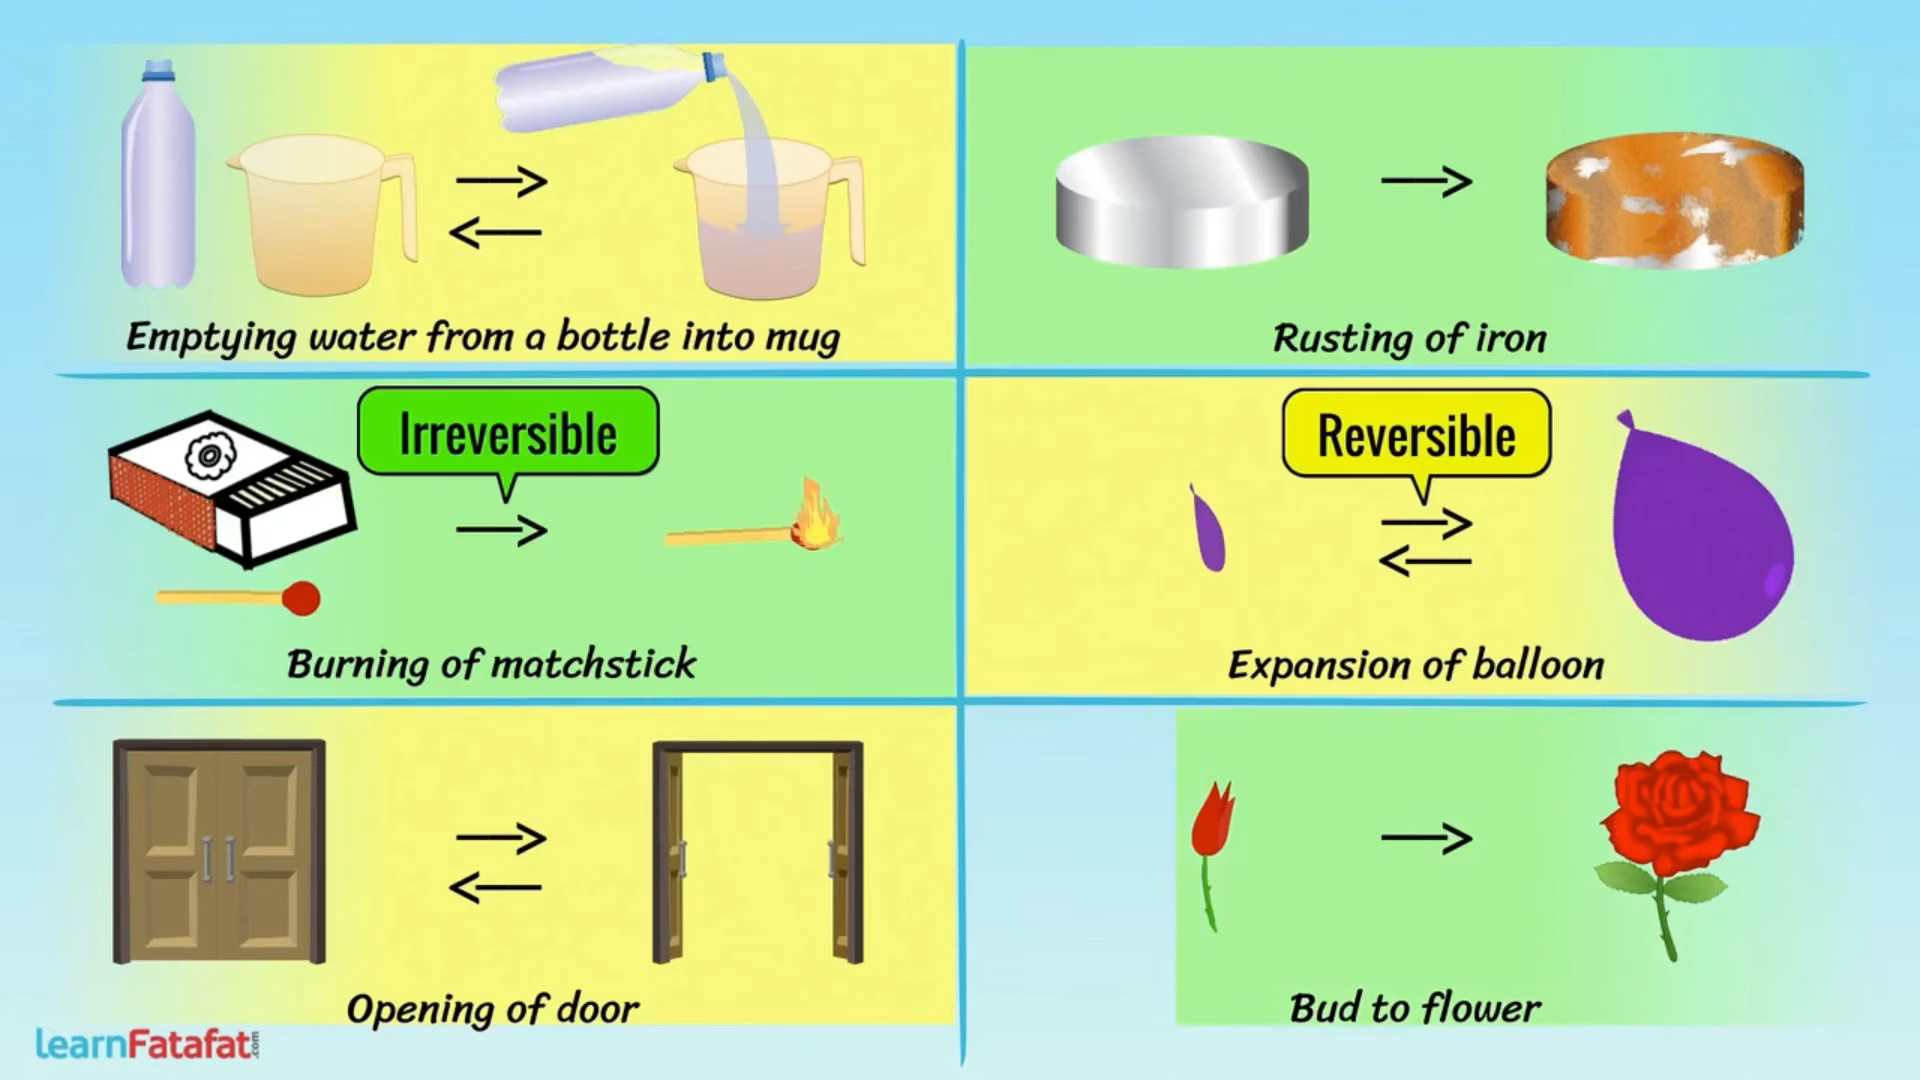 Emptying water from a bottle into mug
Rusting of iron
Irreversible
Burning of matchstick
Reversible
Expansion of balloon
Opening of door
Bud to flower
learnFatafat.com